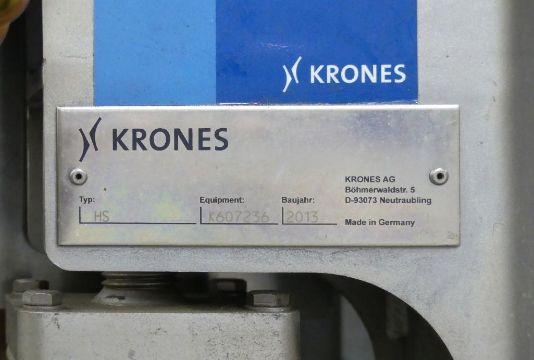 KRONES
KRONES
KRONES AG
Böhmerwaldstr. 5
D-93073 Neutraubling
Made in Germany
Typ: Equipment: Baujahr:
HS K607236 2013